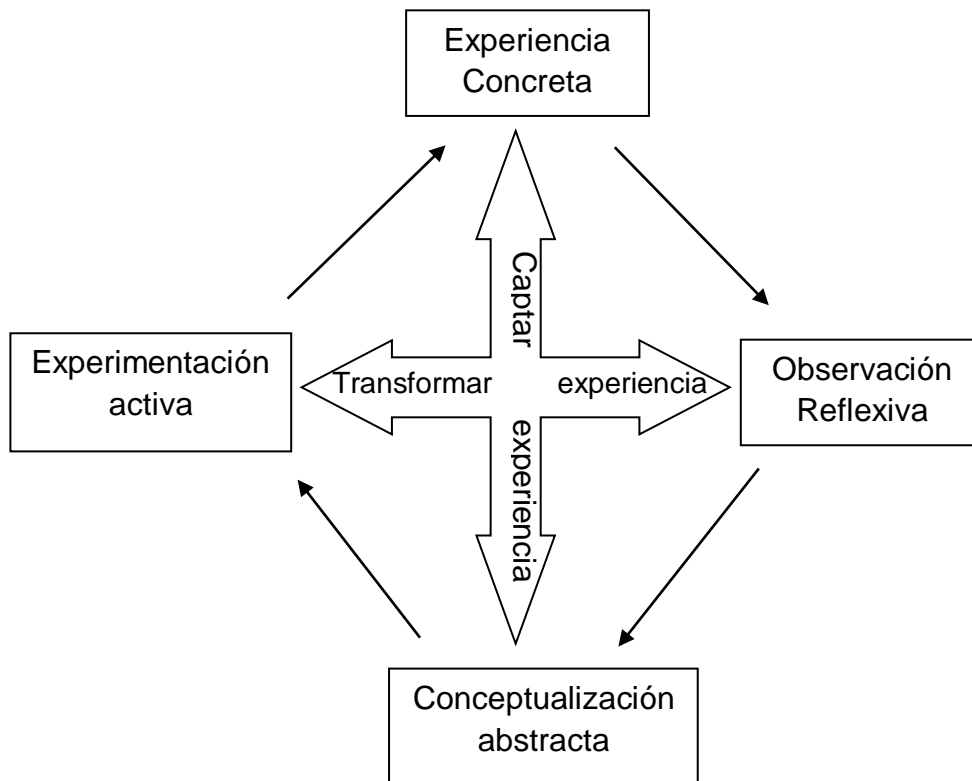 Experiencia
Concreta
Captar
experiencia
Experimentación
activa
Transformar experiencia
Observación
Reflexiva
Conceptualización
abstracta